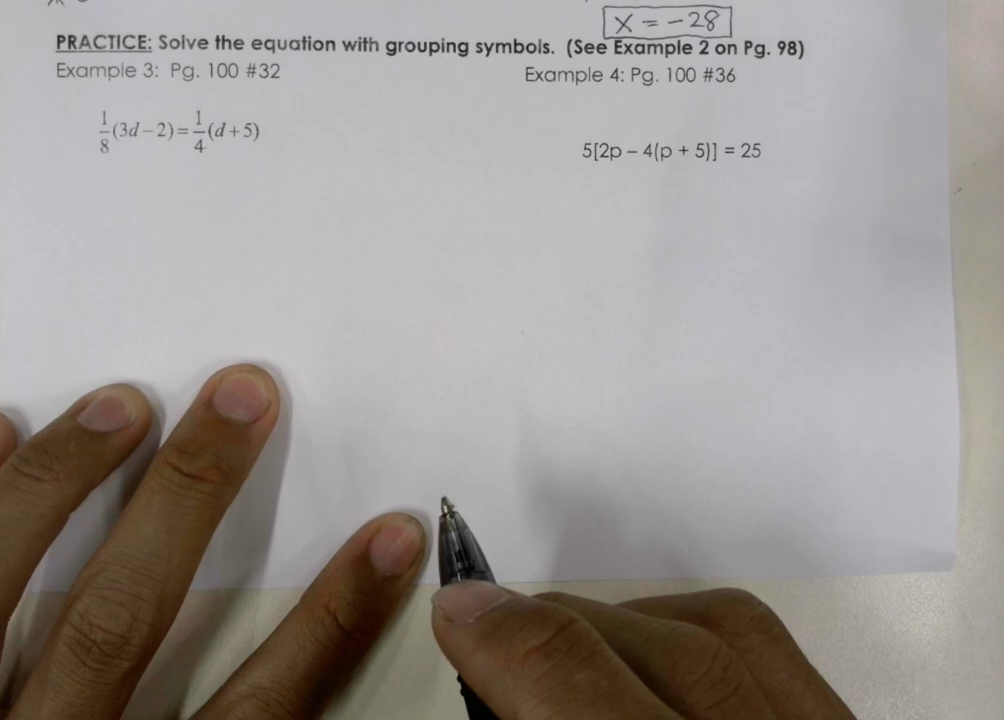 x = -28
PRACTICE: Solve the equation with grouping symbols. (See Example 2 on Pg. 98)
Example 3: Pg. 100 #32
Example 4: Pg. 100 #36
1/8(3d−2)=1/4(d+5)
5[2p – 4(p + 5)] = 25